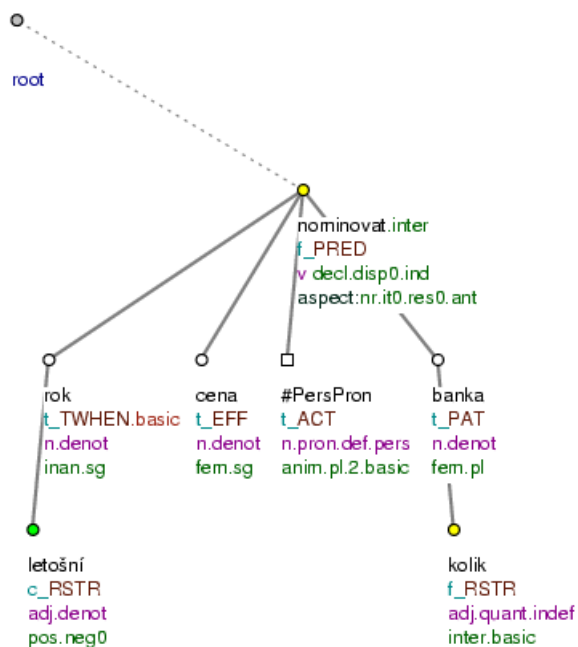 root
nominovat.inter
f_PRED
v decl.disp0.ind
aspect:nr.it0.res0.ant
rok
t_TWHEN.basic
n.denot
inan.sg
cena
t_EFF
n.denot
fem.sg
#PersPron
t_ACT
n.pron.def.pers
anim.pl.2.basic
banka
t_PAT
n.denot
fem.pl
letošní
c_RSTR
adj.denot
pos.neg0
kolik
f_RSTR
adj.quant.indef
inter.basic